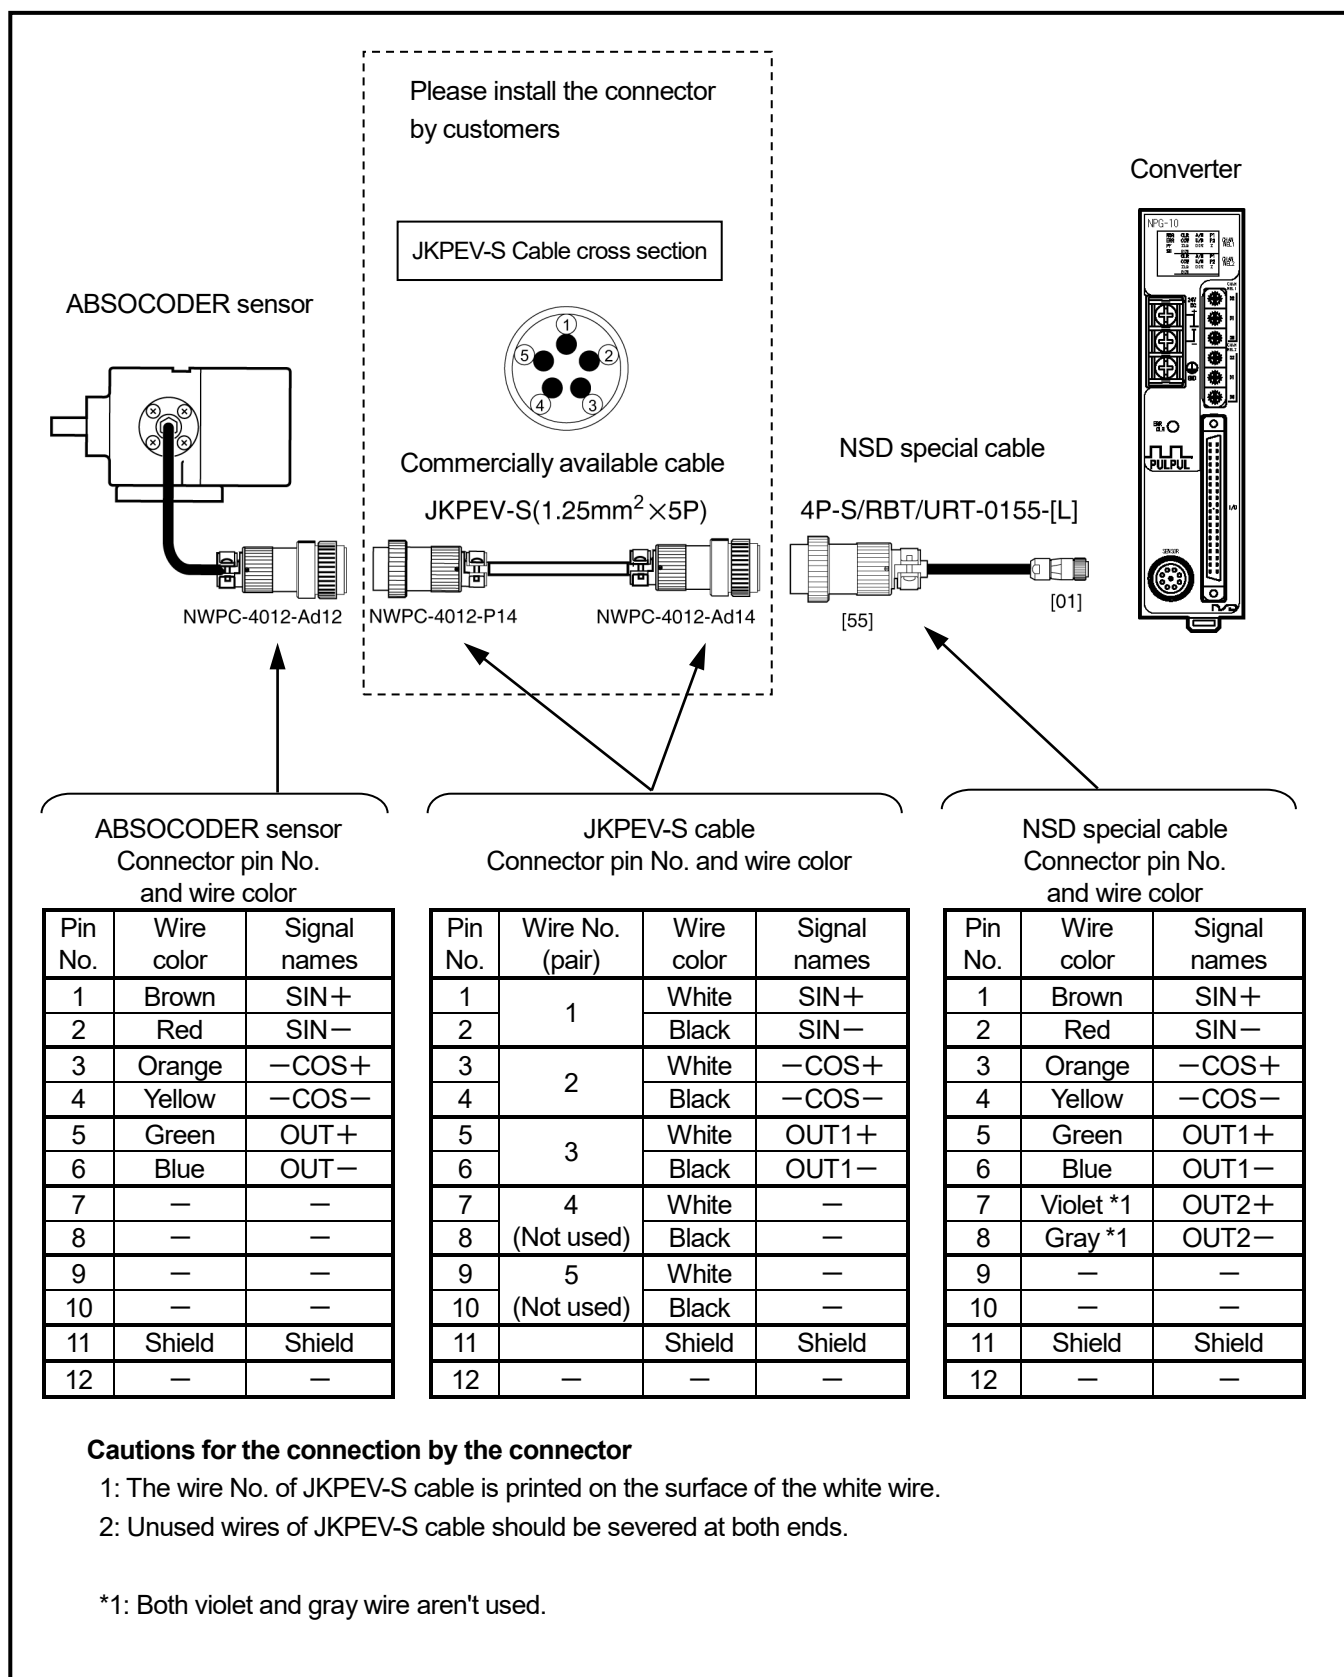 Please install the connector
by customers
Converter
JKPEV-S Cable cross section
ABSOCODER sensor
NPG-10
1
5
2
4
3
PULPUL
SENSOR
Commercially available cable
JKPEV-S(1.25mm²×5P)
NSD special cable
4P-S/RBT/URT-0155-[L]
NWPC-4012-Ad12
NWPC-4012-P14
NWPC-4012-Ad14
[55]
[01]
ABSOCODER sensor
Connector pin No.
and wire color
Pin No. Wire color Signal names
1 Brown SIN+
2 Red SIN−
3 Orange −COS+
4 Yellow −COS−
5 Green OUT+
6 Blue OUT−
7 − −
8 − −
9 − −
10 − −
11 Shield Shield
12 − −
JKPEV-S cable
Connector pin No. and wire color
Pin No. Wire No. (pair) Wire color Signal names
1 1 White SIN+
2 Black SIN−
3 2 White −COS+
4 Black −COS−
5 3 White OUT1+
6 Black OUT1−
7 4 White −
8 (Not used) Black −
9 5 White −
10 (Not used) Black −
11 Shield Shield
12 − − −
NSD special cable
Connector pin No.
and wire color
Pin No. Wire color Signal names
1 Brown SIN+
2 Red SIN−
3 Orange −COS+
4 Yellow −COS−
5 Green OUT1+
6 Blue OUT1−
7 Violet *1 OUT2+
8 Gray *1 OUT2−
9 − −
10 − −
11 Shield Shield
12 − −
Cautions for the connection by the connector
1: The wire No. of JKPEV-S cable is printed on the surface of the white wire.
2: Unused wires of JKPEV-S cable should be severed at both ends.
*1: Both violet and gray wire aren't used.